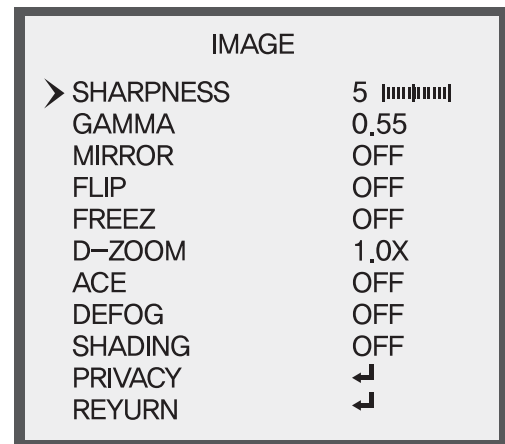 IMAGE
SHARPNESS 5
GAMMA 0.55
MIRROR OFF
FLIP OFF
FREEZ OFF
D-ZOOM 1.0X
ACE OFF
DEFOG OFF
SHADING OFF
PRIVACY ↵
REYURN ↵